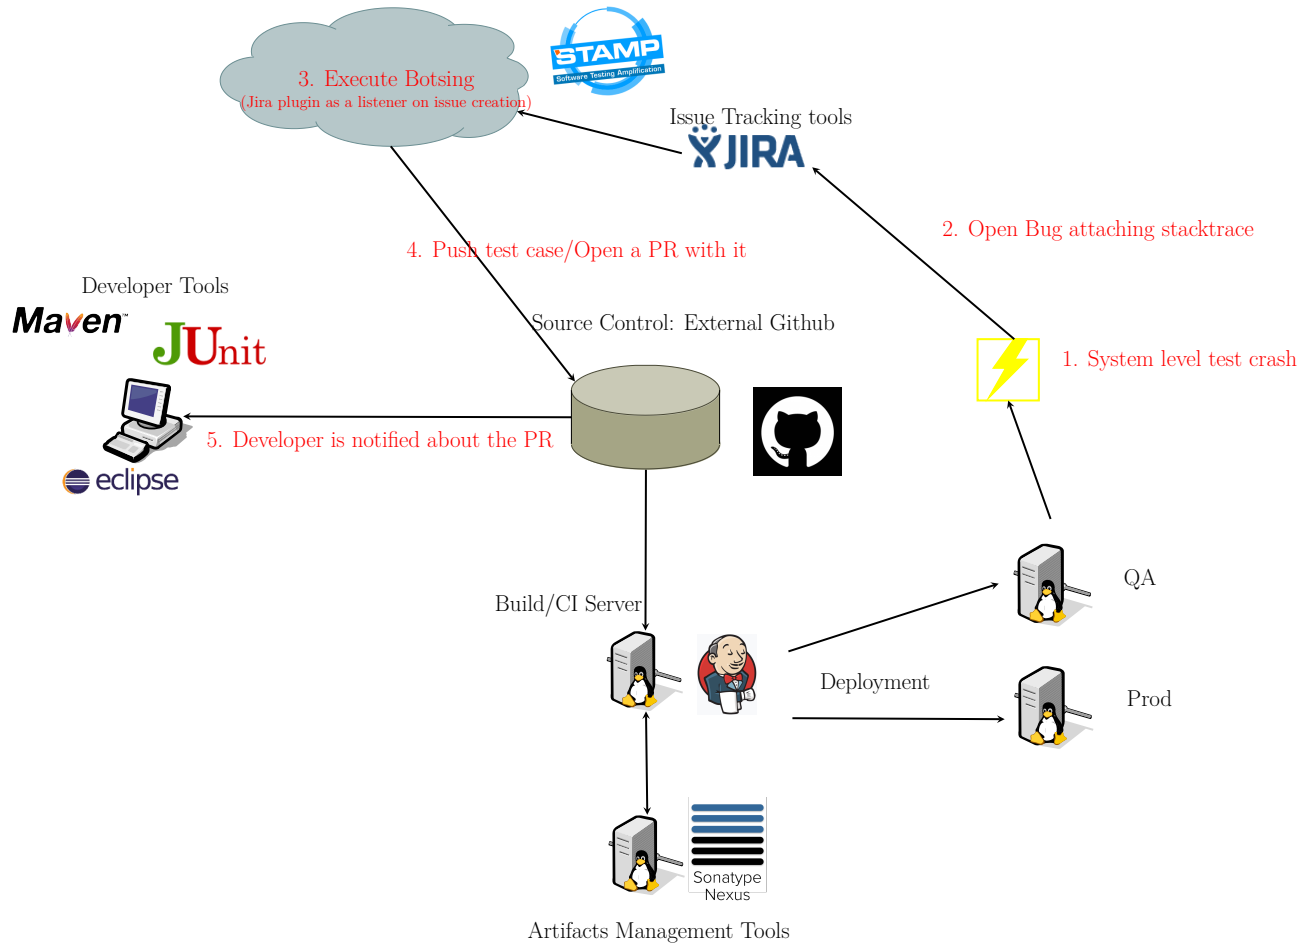 STAMP
Software Testing Amplification
3. Execute Botsing
(Jira plugin as a listener on issue creation)
Issue Tracking tools
JIRA
2. Open Bug attaching stacktrace
4. Push test case/Open a PR with it
Developer Tools
Maven™
JUnit
Source Control: External Github
1. System level test crash
5. Developer is notified about the PR
eclipse
QA
Build/CI Server
Deployment
Prod
Sonatype
Nexus
Artifacts Management Tools